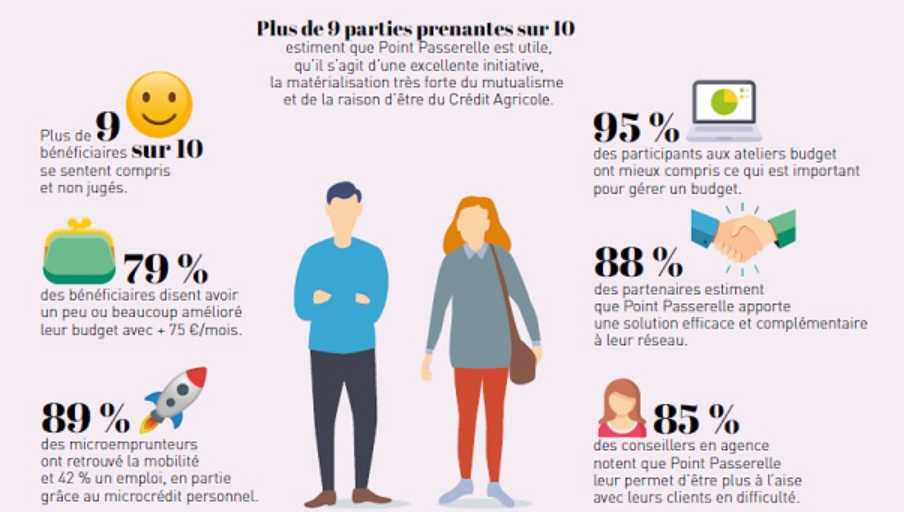 Plus de 9 parties prenantes sur 10
estiment que Point Passerelle est utile,
qu'il s'agit d'une excellente initiative,
la matérialisation très forte du mutualisme
et de la raison d'être du Crédit Agricole.
Plus de 9
bénéficiaires sur 10
se sentent compris
et non jugés.
79 %
des bénéficiaires disent avoir
un peu ou beaucoup amélioré
leur budget avec + 75 €/mois.
89 %
des microemprunteurs
ont retrouvé la mobilité
et 42 % un emploi, en partie
grâce au microcrédit personnel.
95 %
des participants aux ateliers budget
ont mieux compris ce qui est important
pour gérer un budget.
88 %
des partenaires estiment
que Point Passerelle apporte
une solution efficace et complémentaire
à leur réseau.
85 %
des conseillers en agence
notent que Point Passerelle
leur permet d'être plus à l'aise
avec leurs clients en difficulté.